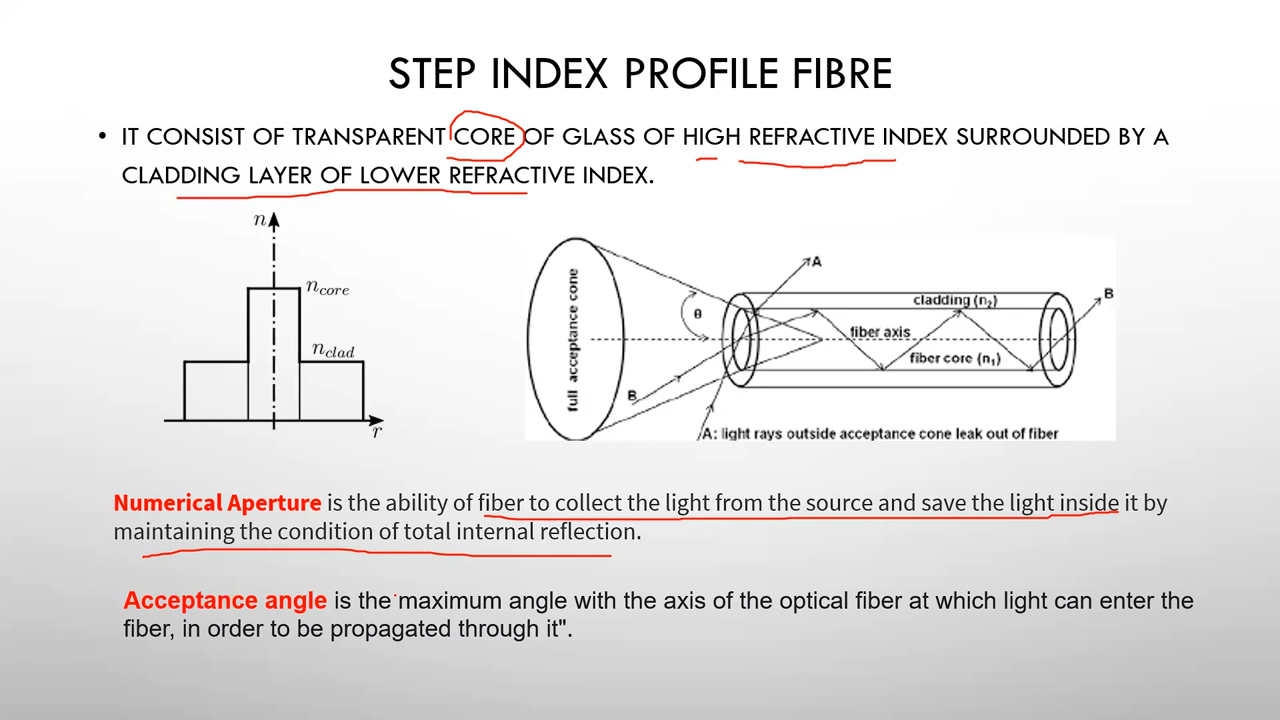 STEP INDEX PROFILE FIBRE
• IT CONSIST OF TRANSPARENT CORE OF GLASS OF HIGH REFRACTIVE INDEX SURROUNDED BY A
CLADDING LAYER OF LOWER REFRACTIVE INDEX.
n
n_core
n_clad
r
full acceptance cone
θ
A
B
cladding (n₂)
fiber axis
fiber core (n₁)
B
A: light rays outside acceptance cone leak out of fiber
Numerical Aperture is the ability of fiber to collect the light from the source and save the light inside it by
maintaining the condition of total internal reflection.
Acceptance angle is the maximum angle with the axis of the optical fiber at which light can enter the
fiber, in order to be propagated through it".